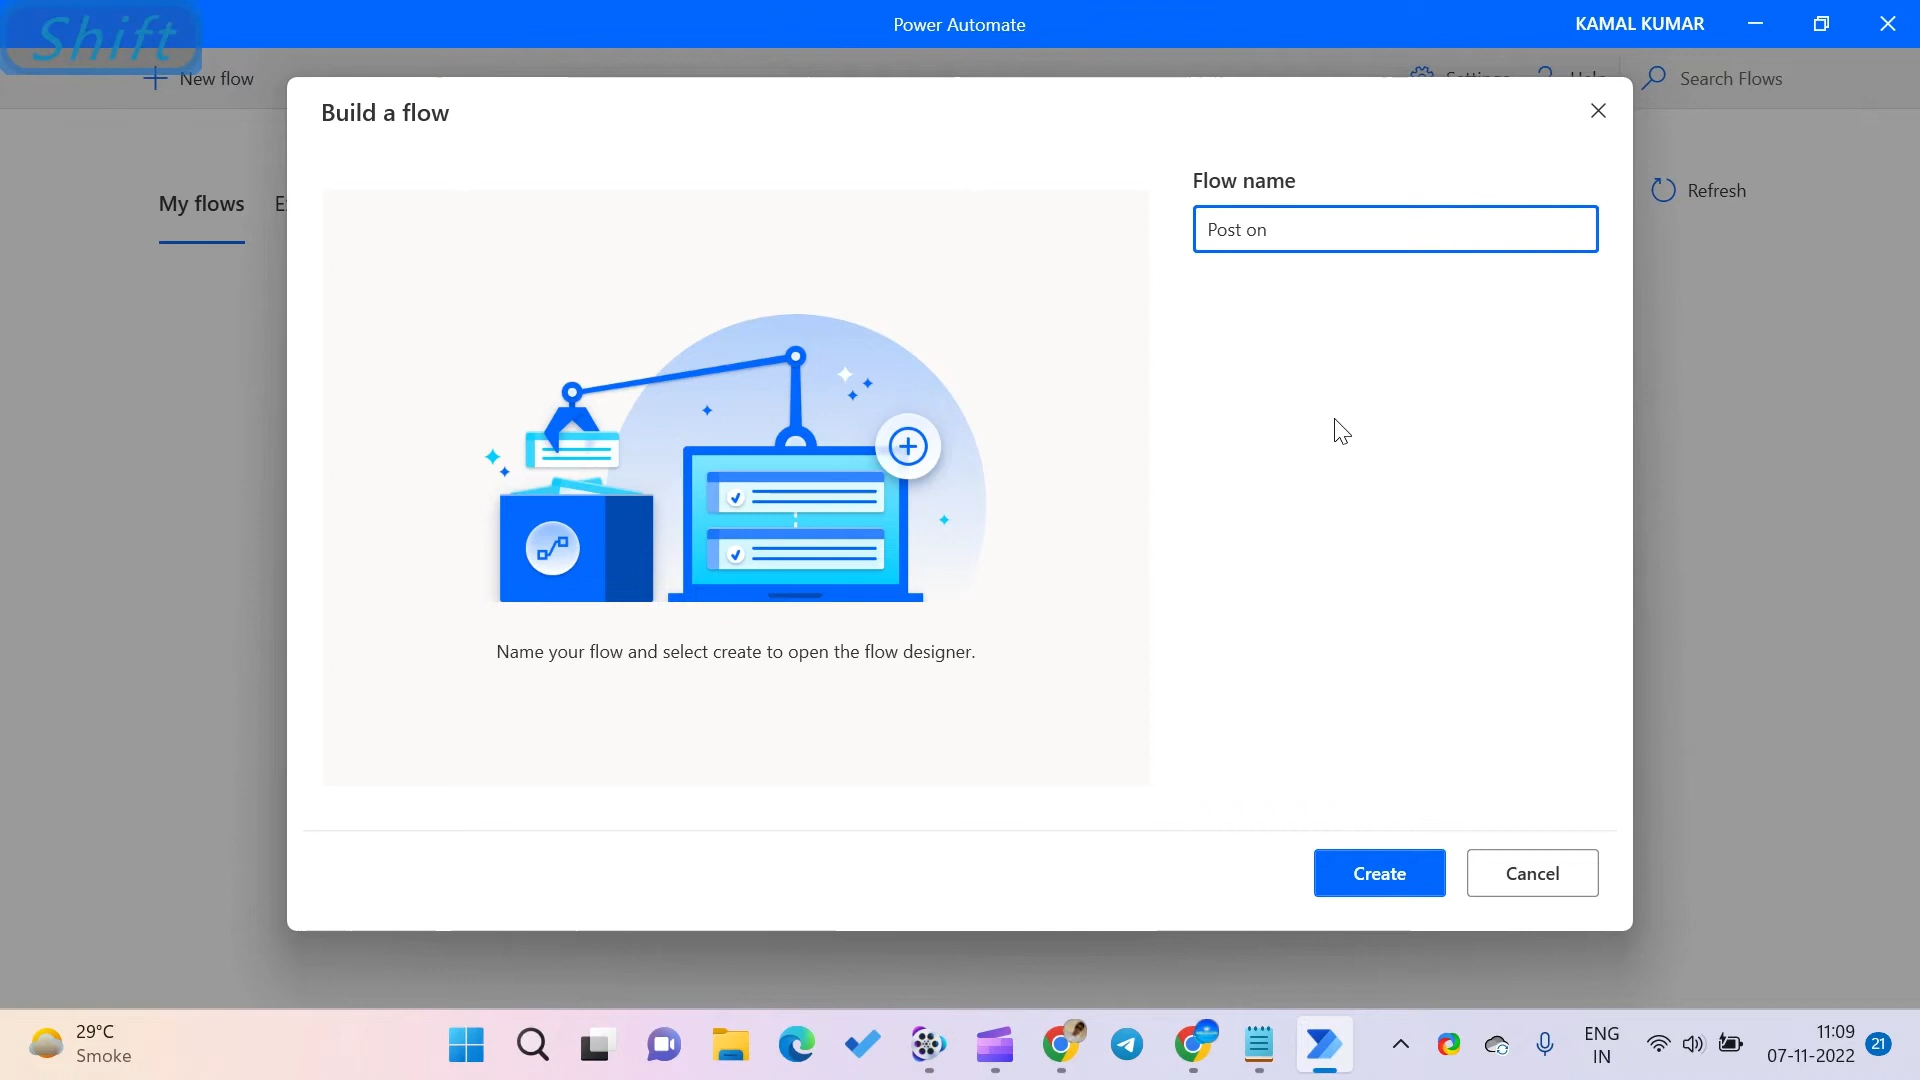 Shift
Power Automate
KAMAL KUMAR
New flow
Search Flows
Build a flow
Flow name
My flows
Refresh
Post on
Name your flow and select create to open the flow designer.
Create
Cancel
29°C
Smoke
ENG
IN
11:09
07-11-2022
21